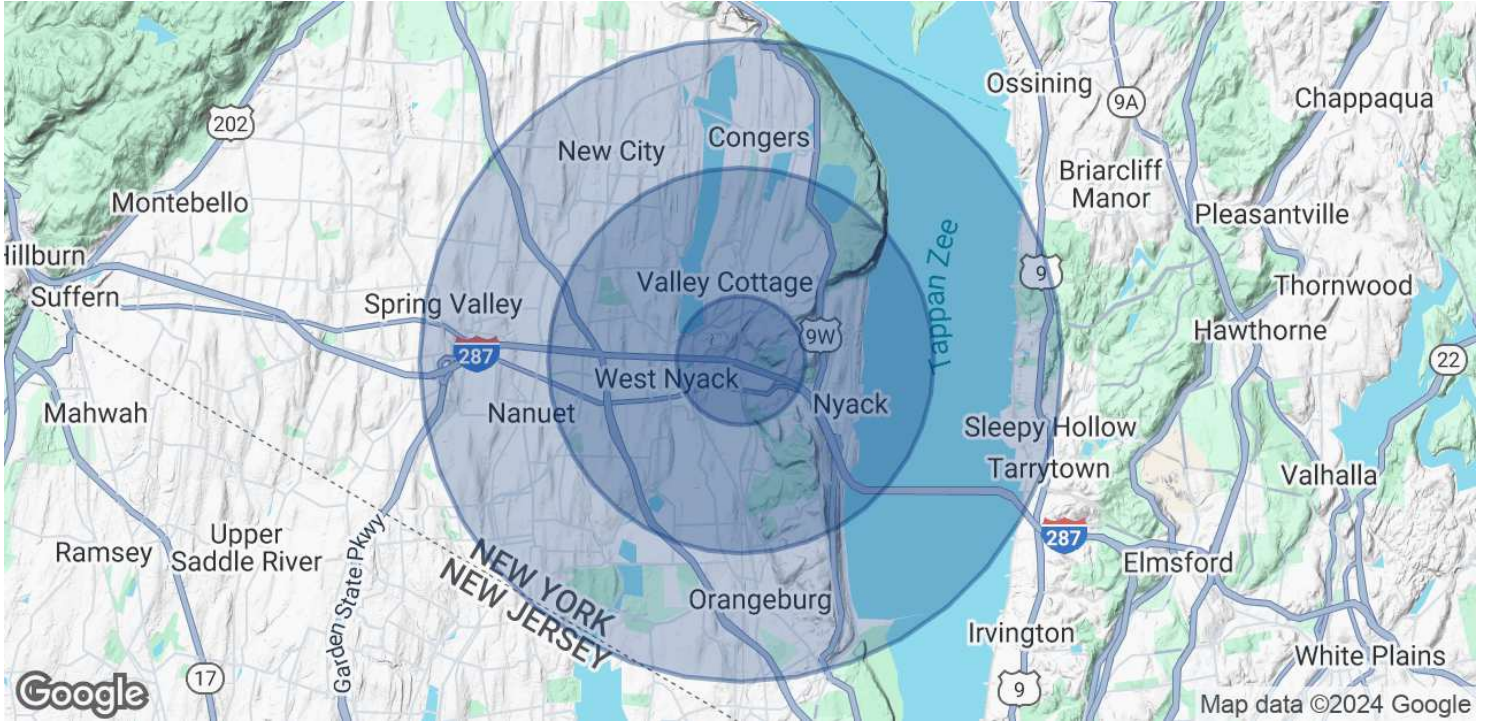 Ossining
9A
Chappaqua
202
Congers
New City
Briarcliff
Manor
Montebello
Pleasantville
Hillburn
Suffern
Valley Cottage
Tappan Zee
9
Thornwood
Spring Valley
Hawthorne
9W
287
22
West Nyack
Mahwah
Nanuet
Nyack
Sleepy Hollow
Tarrytown
Valhalla
Upper
Saddle River
Ramsey
Garden State Pkwy
NEW YORK
NEW JERSEY
287
Elmsford
Orangeburg
Irvington
White Plains
17
9
Google
Map data ©2024 Google